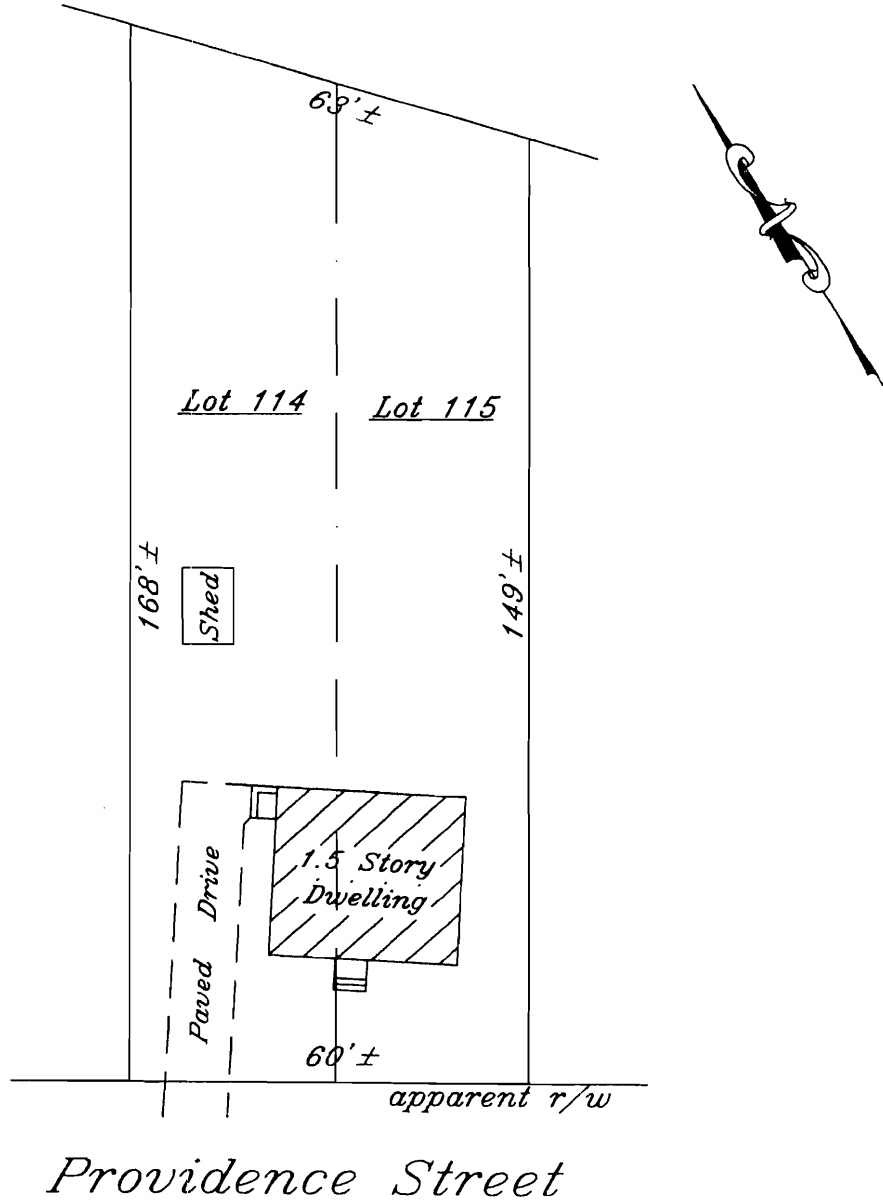 63'±
Lot 114
Lot 115
168'±
Shed
149'±
1.5 Story
Dwelling
Paved Drive
60'±
apparent r/w
Providence Street